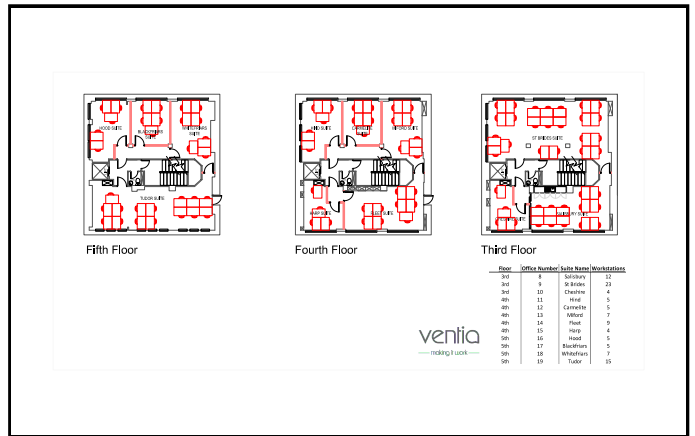 HOOD SUITE
BLACKFRIARS
SUITE
WHITEFRIARS
SUITE
TUDOR SUITE
Fifth Floor
HIND SUITE
CARMELITE
SUITE
MIFORD SUITE
HARP SUITE
FLEET SUITE
Fourth Floor
ST BRIDES SUITE
CHESHIRE SUITE
SALISBURY SUITE
Third Floor
Floor Office Number Suite Name Workstations
3rd 8 Salisbury 12
3rd 9 St Brides 23
3rd 10 Cheshire 4
4th 11 Hind 5
4th 12 Carmelite 5
4th 13 Miford 7
4th 14 Fleet 9
4th 15 Harp 4
5th 16 Hood 5
5th 17 Blackfriars 5
5th 18 Whitefriars 7
5th 19 Tudor 15
ventia
making it work